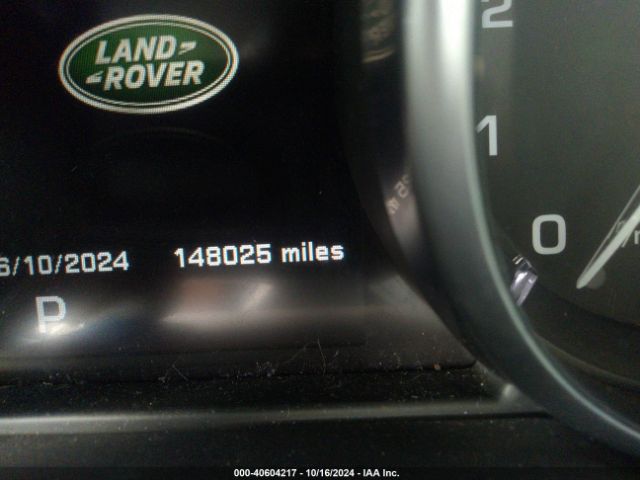 LAND
ROVER
6/10/2024 148025 miles
P
2
1
0
000-40604217 - 10/16/2024 - IAA Inc.